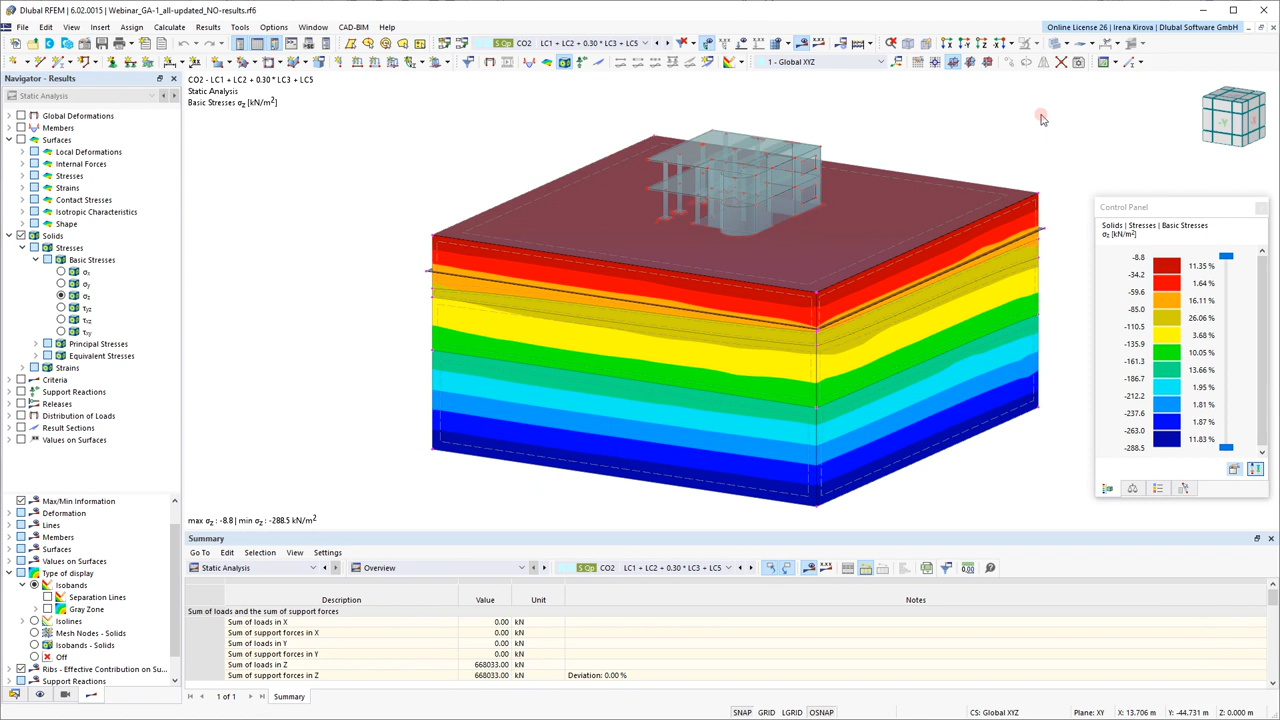 Dlubal RFEM | 6.02.0015 | Webinar_GA-1_all-updated_NO-results.rf6
File Edit View Insert Assign Calculate Results Tools Options Window CAD-BIM Help
Online License 26 | Irena Kirova | Dlubal Software GmbH
S Qp CO2 LC1 + LC2 + 0.30 * LC3 + LC5
1 - Global XYZ
Navigator - Results
Static Analysis
Global Deformations
Members
Surfaces
Local Deformations
Internal Forces
Stresses
Strains
Contact Stresses
Isotropic Characteristics
Shape
Solids
Stresses
Basic Stresses
σx
σy
σz
τyz
τxz
τxy
Principal Stresses
Equivalent Stresses
Strains
Criteria
Support Reactions
Releases
Distribution of Loads
Result Sections
Values on Surfaces
Max/Min Information
Deformation
Lines
Members
Surfaces
Values on Surfaces
Type of display
Isobands
Separation Lines
Gray Zone
Isolines
Mesh Nodes - Solids
Isobands - Solids
Off
Ribs - Effective Contribution on Su...
Support Reactions
CO2 - LC1 + LC2 + 0.30 * LC3 + LC5
Static Analysis
Basic Stresses σz [kN/m2]
-Y
Control Panel
Solids | Stresses | Basic Stresses
σz [kN/m2]
-8.8
11.35 %
-34.2
1.64 %
-59.6
16.11 %
-85.0
26.06 %
-110.5
3.68 %
-135.9
10.05 %
-161.3
13.66 %
-186.7
1.95 %
-212.2
1.81 %
-237.6
1.87 %
-263.0
11.83 %
-288.5
max σz : -8.8 | min σz : -288.5 kN/m2
Summary
Go To Edit Selection View Settings
Static Analysis Overview S Qp CO2 LC1 + LC2 + 0.30 * LC3 + LC5
Description Value Unit Notes
Sum of loads and the sum of support forces
Sum of loads in X 0.00 kN
Sum of support forces in X 0.00 kN
Sum of loads in Y 0.00 kN
Sum of support forces in Y 0.00 kN
Sum of loads in Z 668033.00 kN
Sum of support forces in Z 668033.00 kN Deviation: 0.00 %
1 of 1 Summary
SNAP GRID LGRID OSNAP CS: Global XYZ Plane: XY X: 13.706 m Y: -44.731 m Z: 0.000 m